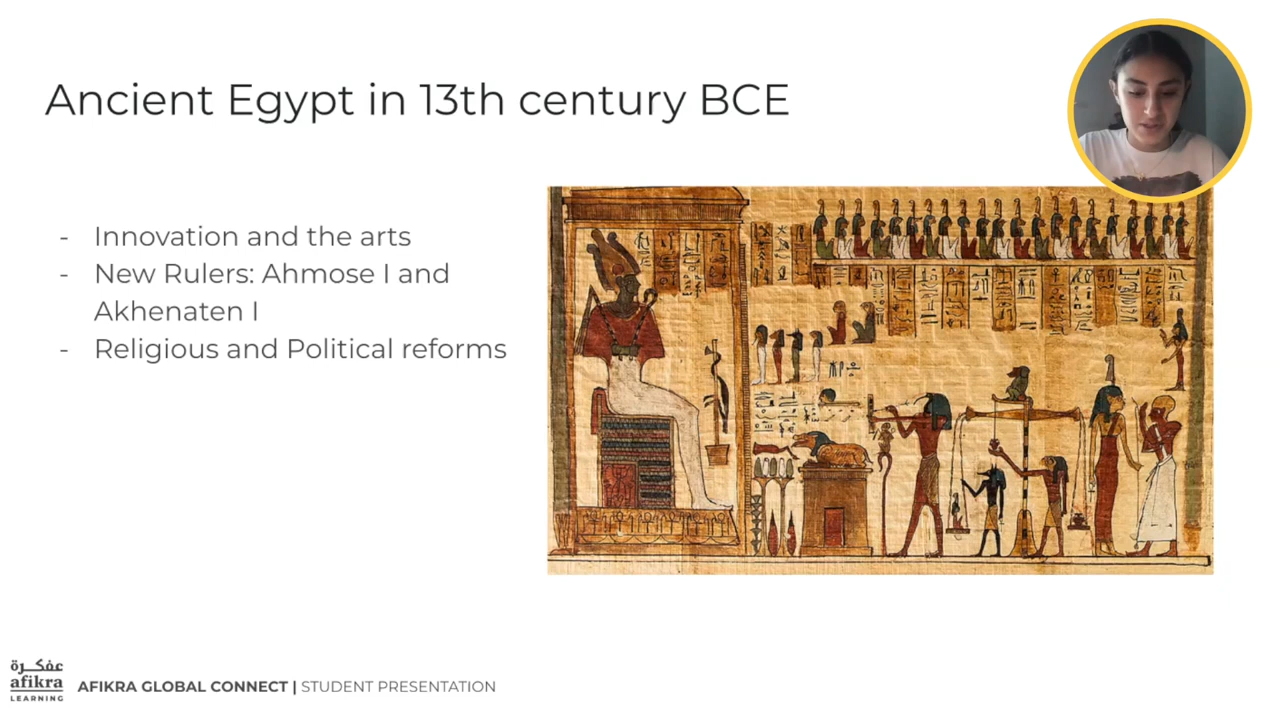 Ancient Egypt in 13th century BCE
- Innovation and the arts
- New Rulers: Ahmose I and
Akhenaten I
- Religious and Political reforms
عفكرة
afikra
LEARNING
AFIKRA GLOBAL CONNECT | STUDENT PRESENTATION